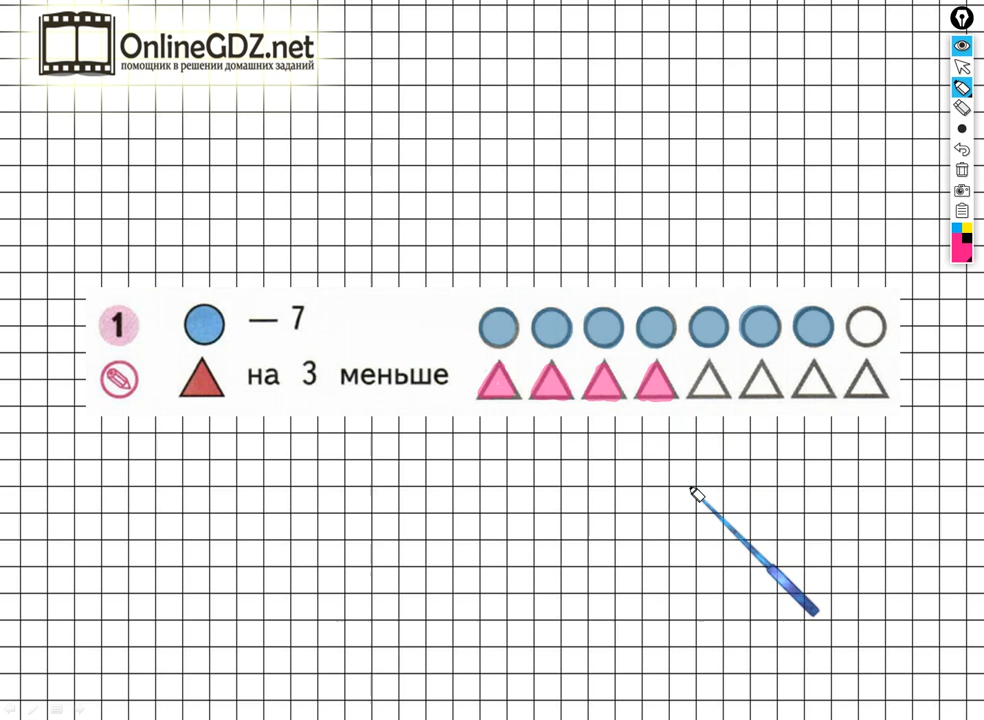 OnlineGDZ.net
помощник в решении домашних заданий
1 — 7
на 3 меньше